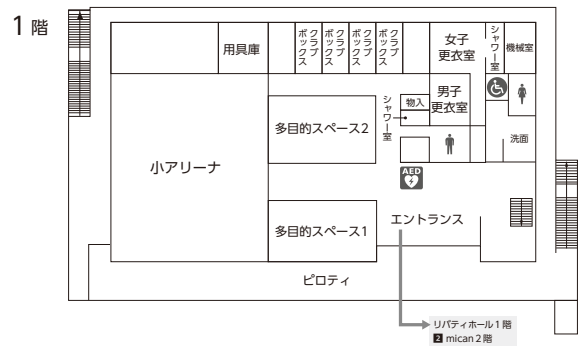 1 階
用具庫
クラブボックス
クラブボックス
クラブボックス
クラブボックス
女子
更衣室
シャワー室
機械室
男子
更衣室
シャワー室
物入
多目的スペース2
洗面
小アリーナ
AED
多目的スペース1
エントランス
ピロティ
リバティホール1階
2 mican 2階